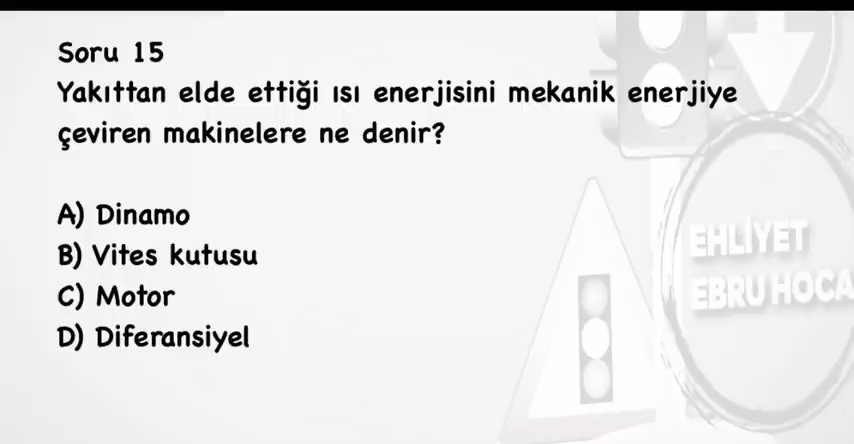 Soru 15
Yakıttan elde ettiği ısı enerjisini mekanik enerjiye
çeviren makinelere ne denir?
A) Dinamo
B) Vites kutusu
C) Motor
D) Diferansiyel
EHLİYET
EBRU HOCA